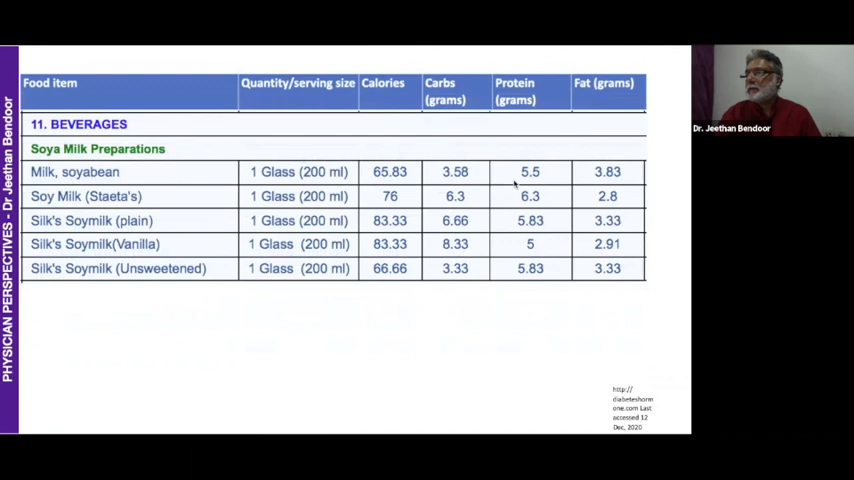 PHYSICIAN PERSPECTIVES - Dr Jeethan Bendoor
Food item Quantity/serving size Calories Carbs (grams) Protein (grams) Fat (grams)
11. BEVERAGES
Soya Milk Preparations
Milk, soyabean 1 Glass (200 ml) 65.83 3.58 5.5 3.83
Soy Milk (Staeta's) 1 Glass (200 ml) 76 6.3 6.3 2.8
Silk's Soymilk (plain) 1 Glass (200 ml) 83.33 6.66 5.83 3.33
Silk's Soymilk(Vanilla) 1 Glass (200 ml) 83.33 8.33 5 2.91
Silk's Soymilk (Unsweetened) 1 Glass (200 ml) 66.66 3.33 5.83 3.33
http://
diabeteshorm
one.com Last
accessed 12
Dec, 2020
Dr. Jeethan Bendoor